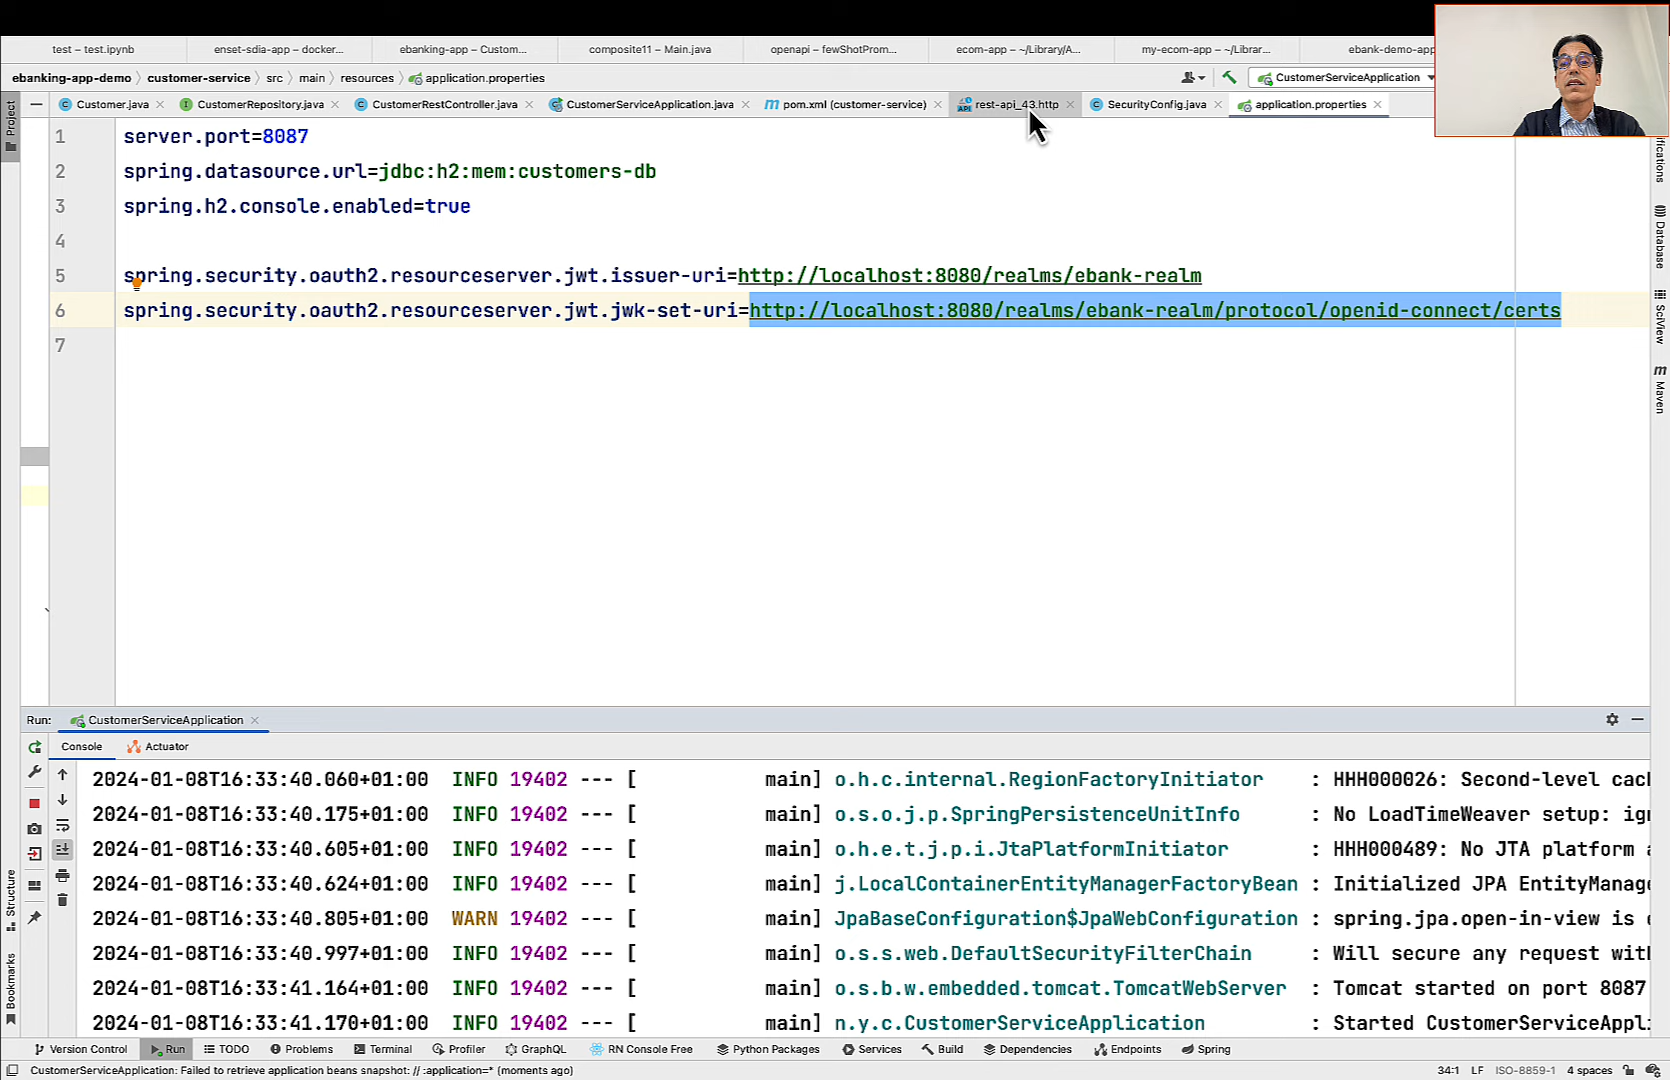 test – test.ipynb
enset-sdia-app – docker...
ebanking-app – Custom...
composite11 – Main.java
openapi – fewShotProm...
ecom-app – ~/Library/A...
my-ecom-app – ~/Librar...
ebank-demo-app
ebanking-app-demo › customer-service › src › main › resources › application.properties
CustomerServiceApplication
Customer.java
CustomerRepository.java
CustomerRestController.java
CustomerServiceApplication.java
pom.xml (customer-service)
rest-api_43.http
SecurityConfig.java
application.properties
Project
1 server.port=8087
2 spring.datasource.url=jdbc:h2:mem:customers-db
3 spring.h2.console.enabled=true
4
5 spring.security.oauth2.resourceserver.jwt.issuer-uri=http://localhost:8080/realms/ebank-realm
6 spring.security.oauth2.resourceserver.jwt.jwk-set-uri=http://localhost:8080/realms/ebank-realm/protocol/openid-connect/certs
7
Database
SciView
Maven
Run: CustomerServiceApplication
Console Actuator
2024-01-08T16:33:40.060+01:00 INFO 19402 --- [ main] o.h.c.internal.RegionFactoryInitiator : HHH000026: Second-level cac
2024-01-08T16:33:40.175+01:00 INFO 19402 --- [ main] o.s.o.j.p.SpringPersistenceUnitInfo : No LoadTimeWeaver setup: ign
2024-01-08T16:33:40.605+01:00 INFO 19402 --- [ main] o.h.e.t.j.p.i.JtaPlatformInitiator : HHH000489: No JTA platform
2024-01-08T16:33:40.624+01:00 INFO 19402 --- [ main] j.LocalContainerEntityManagerFactoryBean : Initialized JPA EntityManage
2024-01-08T16:33:40.805+01:00 WARN 19402 --- [ main] JpaBaseConfiguration$JpaWebConfiguration : spring.jpa.open-in-view is
2024-01-08T16:33:40.997+01:00 INFO 19402 --- [ main] o.s.s.web.DefaultSecurityFilterChain : Will secure any request wit
2024-01-08T16:33:41.164+01:00 INFO 19402 --- [ main] o.s.b.w.embedded.tomcat.TomcatWebServer : Tomcat started on port 8087
2024-01-08T16:33:41.170+01:00 INFO 19402 --- [ main] n.y.c.CustomerServiceApplication : Started CustomerServiceAppl
Structure
Bookmarks
Version Control Run TODO Problems Terminal Profiler GraphQL RN Console Free Python Packages Services Build Dependencies Endpoints Spring
CustomerServiceApplication: Failed to retrieve application beans snapshot: // :application=* (moments ago)
34:1 LF ISO-8859-1 4 spaces